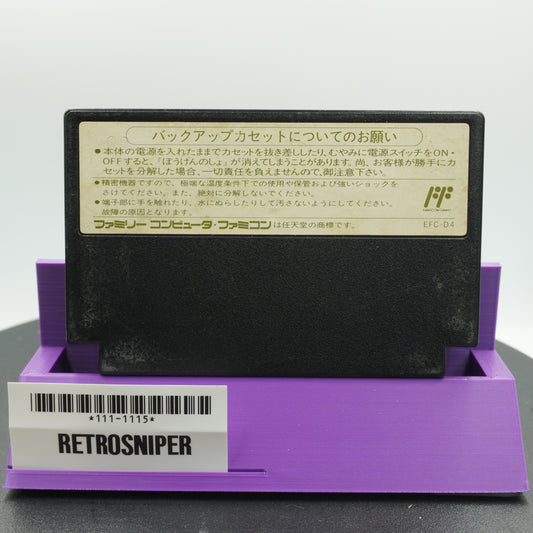 バックアップカセットについてのお願い
●本体の電源を入れたままでカセットを抜き差ししたり、むやみに電源スイッチをON・
OFFすると、「ぼうけんのしょ」が消えてしまうことがあります。尚、お客様が勝手にカ
セットを分解した場合、一切責任を負えませんので、御注意下さい。
●精密機器ですので、極端な温度条件下での使用や保管および強いショックを
さけてください。また、絶対に分解しないでください。
●端子部に手を触れたり、水にぬらしたりして汚さないようにしてください。
故障の原因となります。
ファミリーコンピュータ・ファミコンは任天堂の商標です。
EFC-D4
*111-1115*
RETROSNIPER